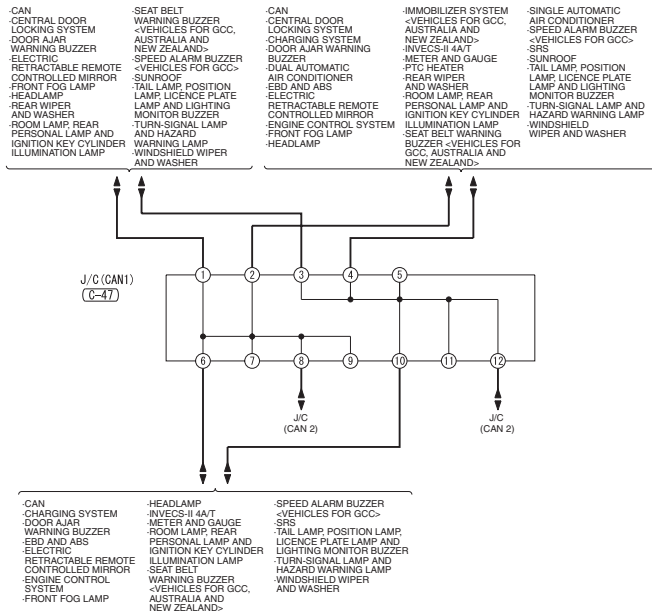 ·CAN
·CENTRAL DOOR
LOCKING SYSTEM
·DOOR AJAR
WARNING BUZZER
·ELECTRIC
RETRACTABLE REMOTE
CONTROLLED MIRROR
·FRONT FOG LAMP
·HEADLAMP
·REAR WIPER
AND WASHER
·ROOM LAMP, REAR
PERSONAL LAMP AND
IGNITION KEY CYLINDER
ILLUMINATION LAMP
·SEAT BELT
WARNING BUZZER
<VEHICLES FOR GCC,
AUSTRALIA AND
NEW ZEALAND>
·SPEED ALARM BUZZER
<VEHICLES FOR GCC>
·SUNROOF
·TAIL LAMP, POSITION
LAMP, LICENCE PLATE
LAMP AND LIGHTING
MONITOR BUZZER
·TURN-SIGNAL LAMP
AND HAZARD
WARNING LAMP
·WINDSHIELD WIPER
AND WASHER
·CAN
·CENTRAL DOOR
LOCKING SYSTEM
·CHARGING SYSTEM
·DOOR AJAR WARNING
BUZZER
·DUAL AUTOMATIC
AIR CONDITIONER
·EBD AND ABS
·ELECTRIC
RETRACTABLE REMOTE
CONTROLLED MIRROR
·ENGINE CONTROL SYSTEM
·FRONT FOG LAMP
·HEADLAMP
·IMMOBILIZER SYSTEM
<VEHICLES FOR GCC,
AUSTRALIA AND
NEW ZEALAND>
·INVECS-II 4A/T
·METER AND GAUGE
·PTC HEATER
·REAR WIPER
AND WASHER
·ROOM LAMP, REAR
PERSONAL LAMP AND
IGNITION KEY CYLINDER
ILLUMINATION LAMP
·SEAT BELT WARNING
BUZZER <VEHICLES FOR
GCC, AUSTRALIA AND
NEW ZEALAND>
·SINGLE AUTOMATIC
AIR CONDITIONER
·SPEED ALARM BUZZER
<VEHICLES FOR GCC>
·SRS
·SUNROOF
·TAIL LAMP, POSITION
LAMP, LICENSE PLATE
LAMP AND LIGHTING
MONITOR BUZZER
·TURN-SIGNAL LAMP AND
HAZARD WARNING LAMP
·WINDSHIELD
WIPER AND WASHER
J/C (CAN1)
C-47
1 2 3 4 5
6 7 8 9 10 11 12
J/C
(CAN 2)
J/C
(CAN 2)
·CAN
·CHARGING SYSTEM
·DOOR AJAR
WARNING BUZZER
·EBD AND ABS
·ELECTRIC
RETRACTABLE REMOTE
CONTROLLED MIRROR
·ENGINE CONTROL
SYSTEM
·FRONT FOG LAMP
·HEADLAMP
·INVECS-II 4A/T
·METER AND GAUGE
·ROOM LAMP, REAR
PERSONAL LAMP AND
IGNITION KEY CYLINDER
ILLUMINATION LAMP
·SEAT BELT
WARNING BUZZER
<VEHICLES FOR GCC,
AUSTRALIA AND
NEW ZEALAND>
·SPEED ALARM BUZZER
<VEHICLES FOR GCC>
·SRS
·TAIL LAMP, POSITION LAMP,
LICENCE PLATE LAMP AND
LIGHTING MONITOR BUZZER
·TURN-SIGNAL LAMP AND
HAZARD WARNING LAMP
·WINDSHIELD WIPER
AND WASHER